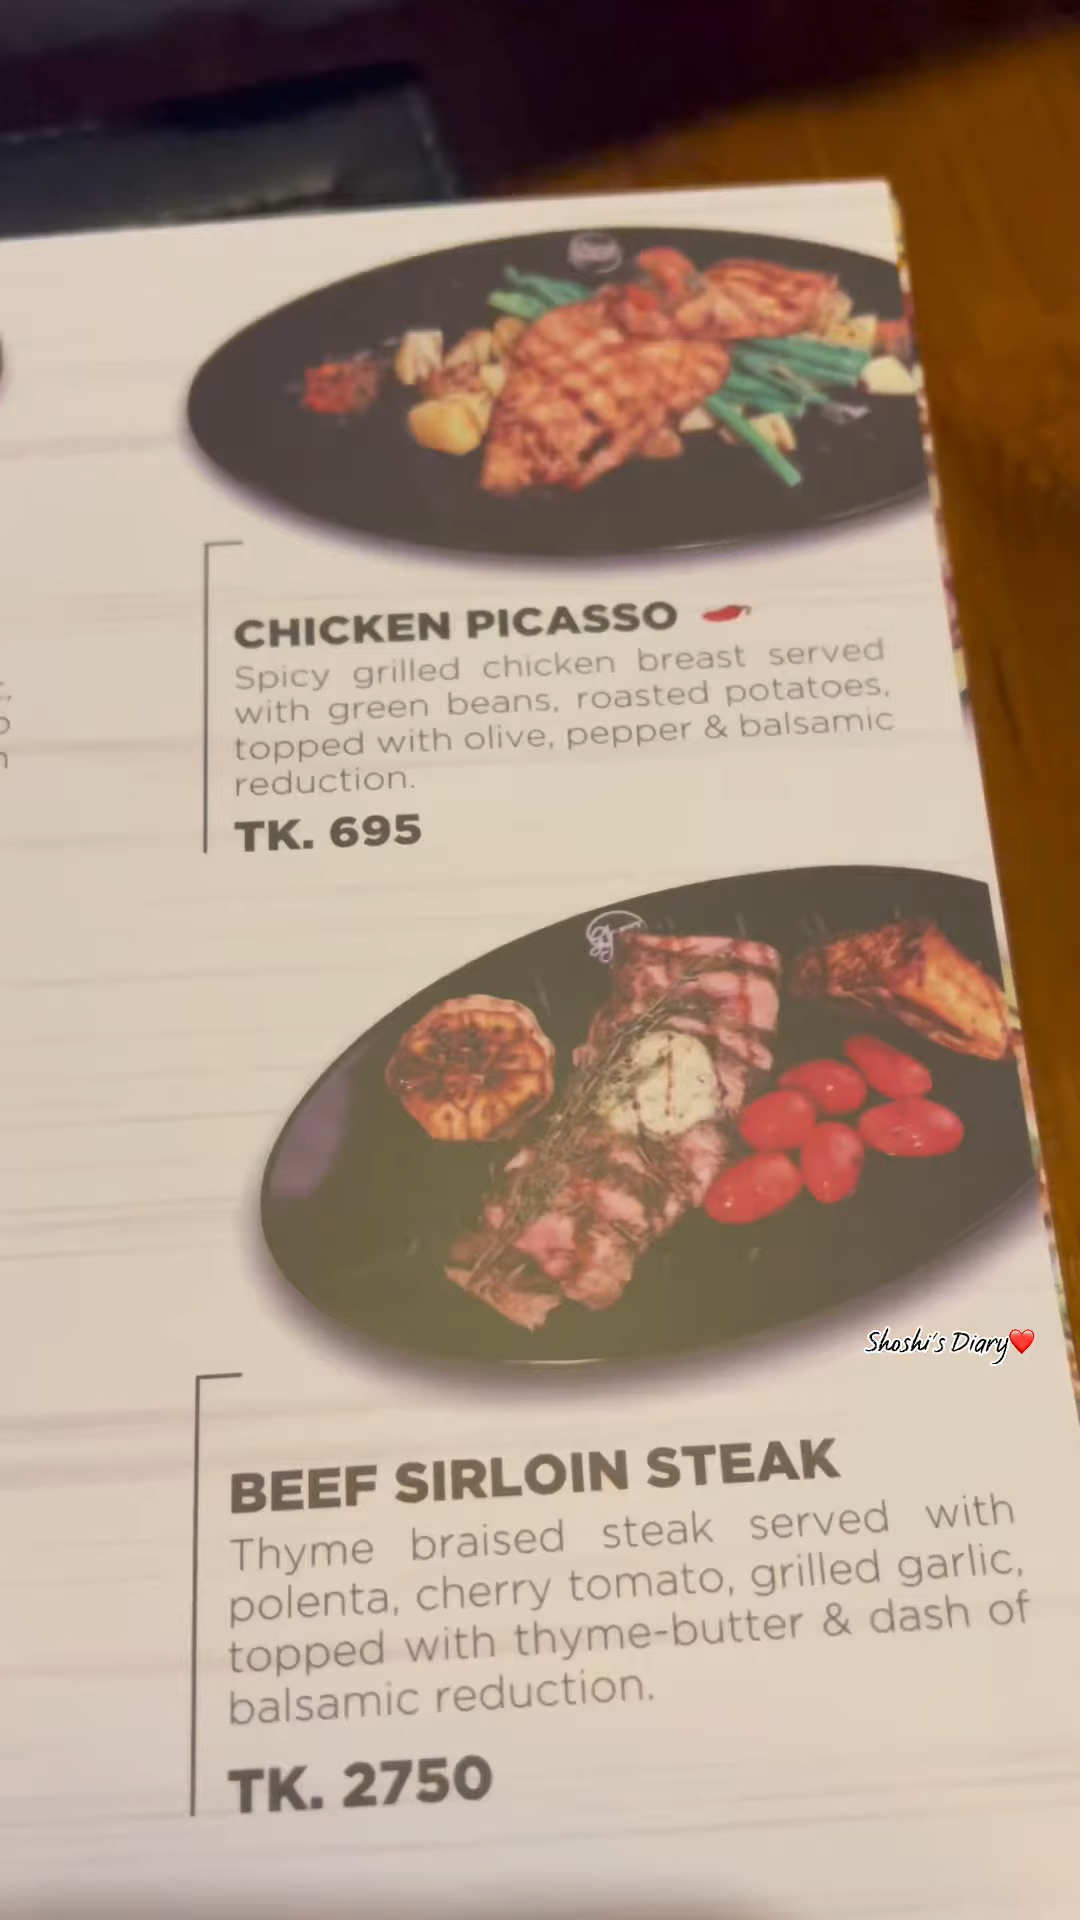 CHICKEN PICASSO
Spicy grilled chicken breast served
with green beans, roasted potatoes,
topped with olive, pepper & balsamic
reduction.
TK. 695
Shoshi's Diary❤️
BEEF SIRLOIN STEAK
Thyme braised steak served with
polenta, cherry tomato, grilled garlic,
topped with thyme-butter & dash of
balsamic reduction.
TK. 2750